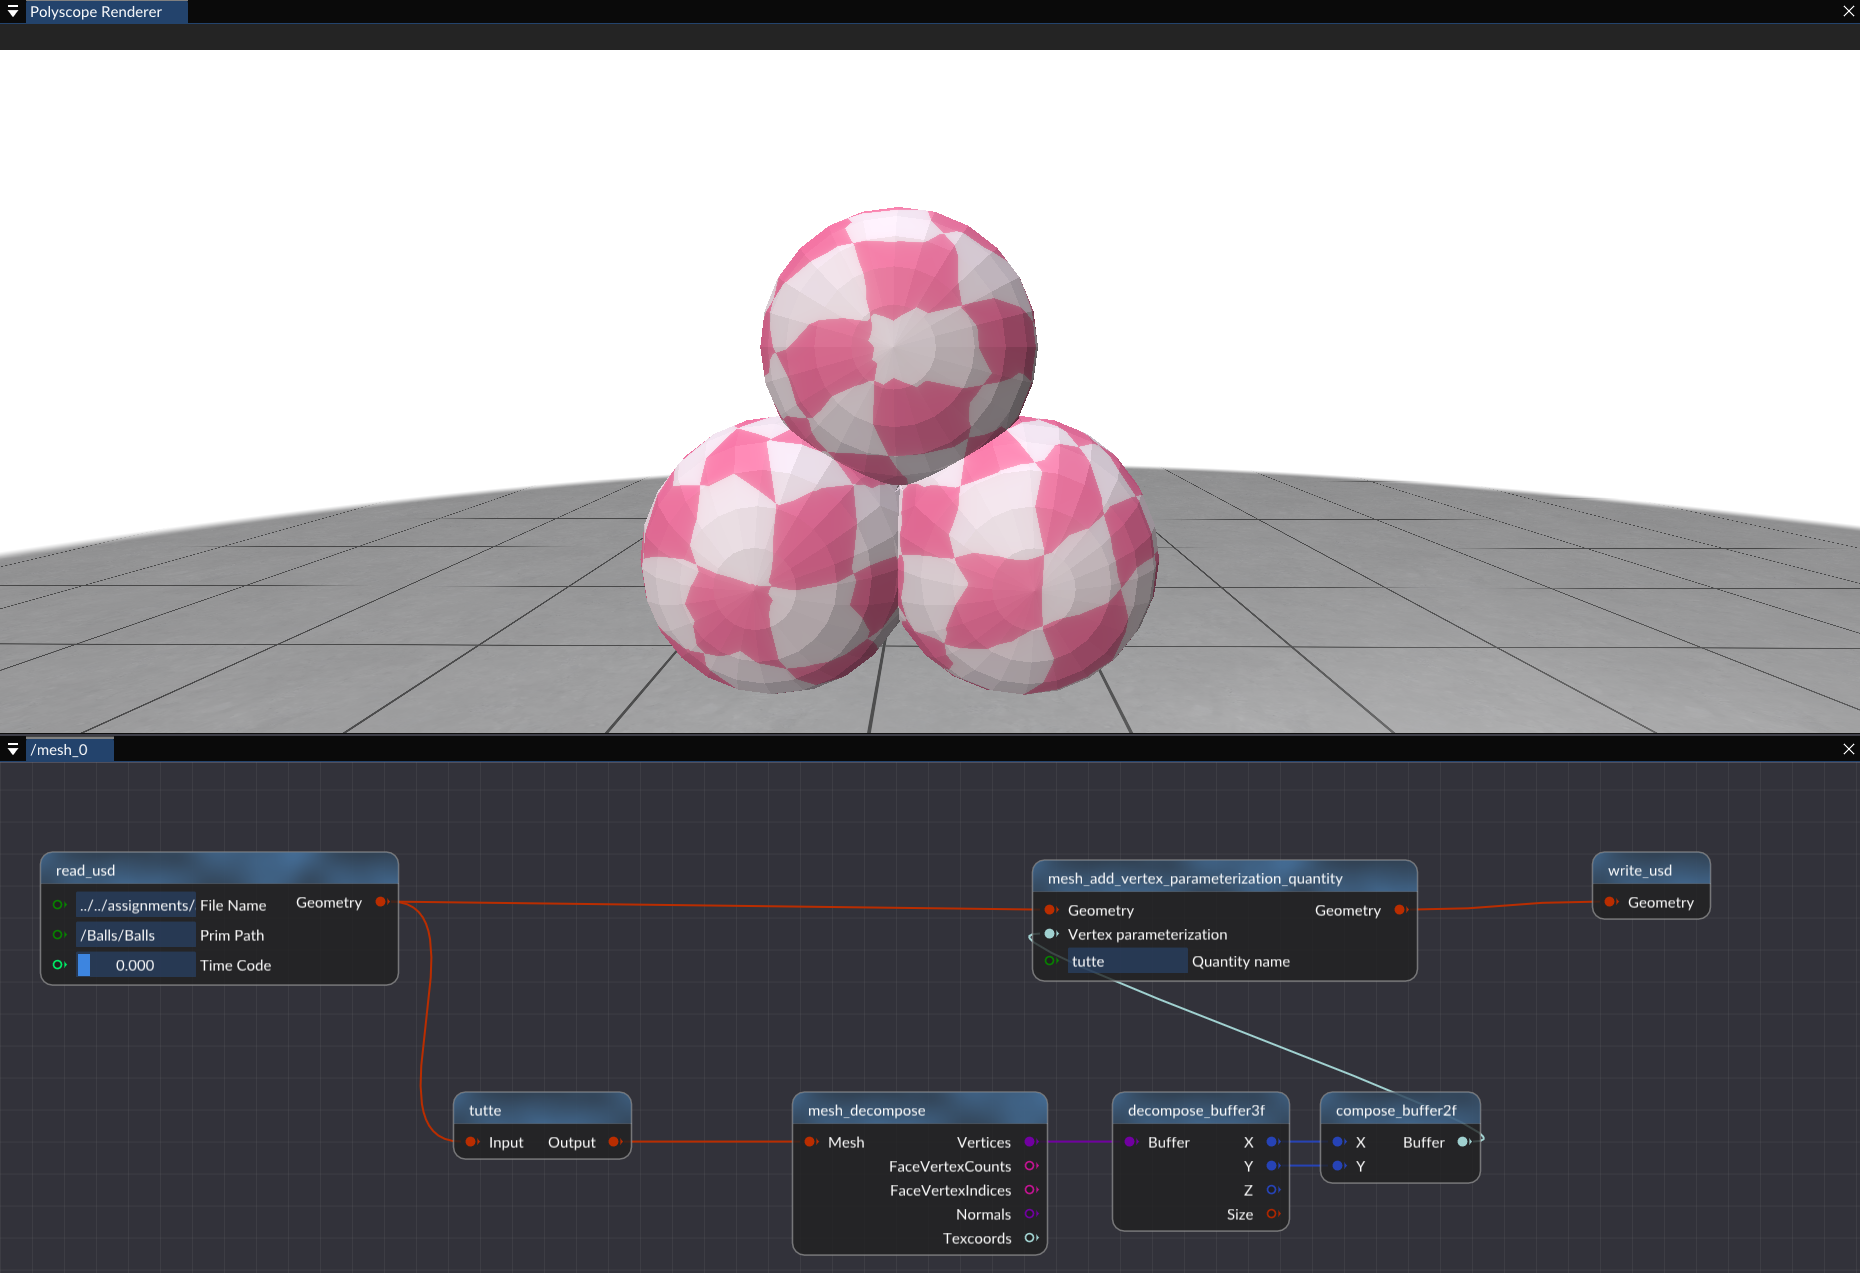 Polyscope Renderer
/mesh_0
read_usd
../../assignments/ File Name Geometry
/Balls/Balls Prim Path
0.000 Time Code
mesh_add_vertex_parameterization_quantity
Geometry Geometry
Vertex parameterization
tutte Quantity name
write_usd
Geometry
tutte
Input Output
mesh_decompose
Mesh Vertices
FaceVertexCounts
FaceVertexIndices
Normals
Texcoords
decompose_buffer3f
Buffer X
Y
Z
Size
compose_buffer2f
X Buffer
Y